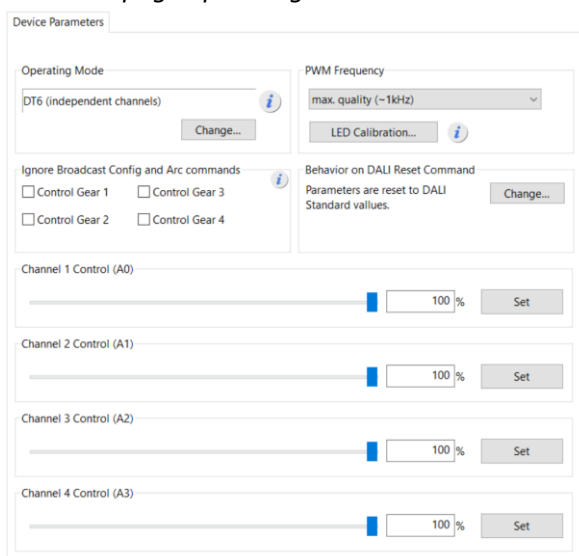 Device Parameters
Operating Mode
DT6 (independent channels)
i
Change...
PWM Frequency
max. quality (~1kHz)
LED Calibration...
i
Ignore Broadcast Config and Arc commands
i
Control Gear 1
Control Gear 3
Control Gear 2
Control Gear 4
Behavior on DALI Reset Command
Parameters are reset to DALI
Standard vallues.
Change...
Channel 1 Control (A0)
100 %
Set
Channel 2 Control (A1)
100 %
Set
Channel 3 Control (A2)
100 %
Set
Channel 4 Control (A3)
100 %
Set